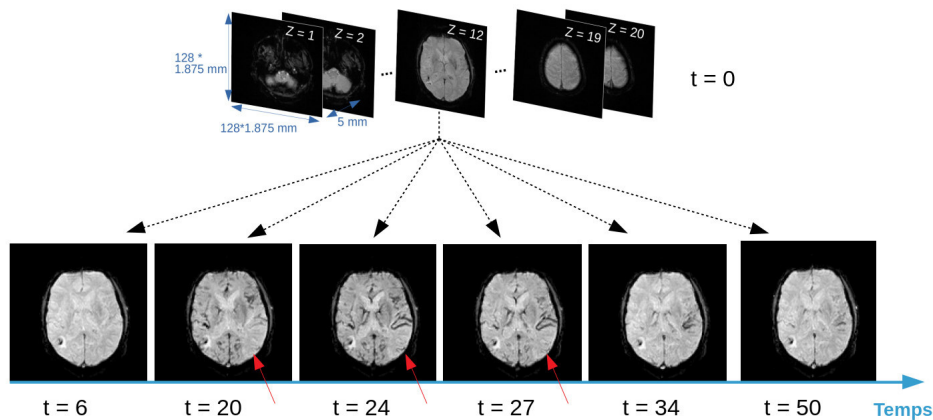 Z = 1
Z = 2
Z = 12
Z = 19
Z = 20
...
...
t = 0
128 *
1.875 mm
128*1.875 mm
5 mm
t = 6
t = 20
t = 24
t = 27
t = 34
t = 50
Temps